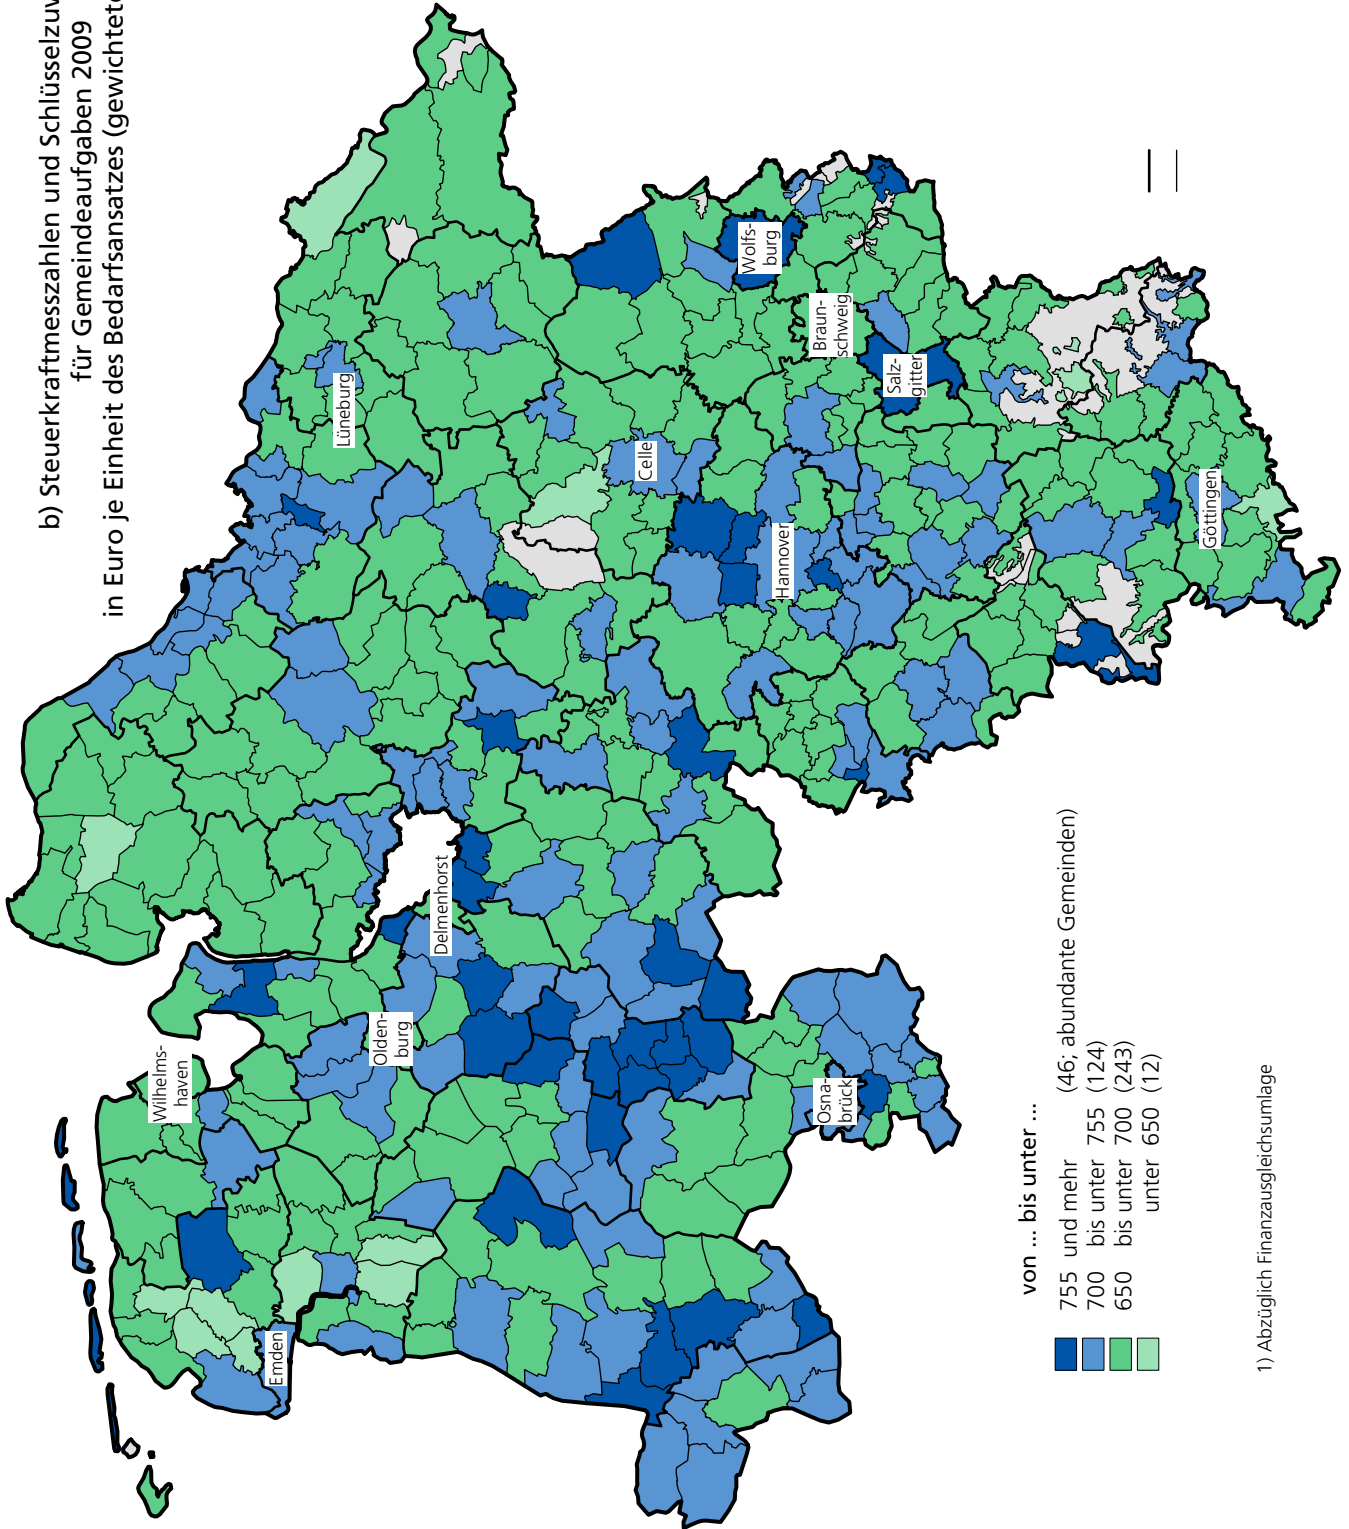 b) Steuerkraftmesszahlen und
für Gemeindeaufgaben 2009
in Euro je Einheit des Bedarfsansatzes
Lüneburg
Wolfs-
burg
Braun-
schweig
Salz-
gitter
Celle
Hannover
Göttingen
Delmenhorst
Olden-
burg
Wilhelms-
haven
Osna-
brück
Emden
von ... bis unter ...
755 und mehr (46; abundante Gemeinden)
700 bis unter 755 (124)
650 bis unter 700 (243)
unter 650 (12)
1) Abzüglich Finanzausgleichsumlage